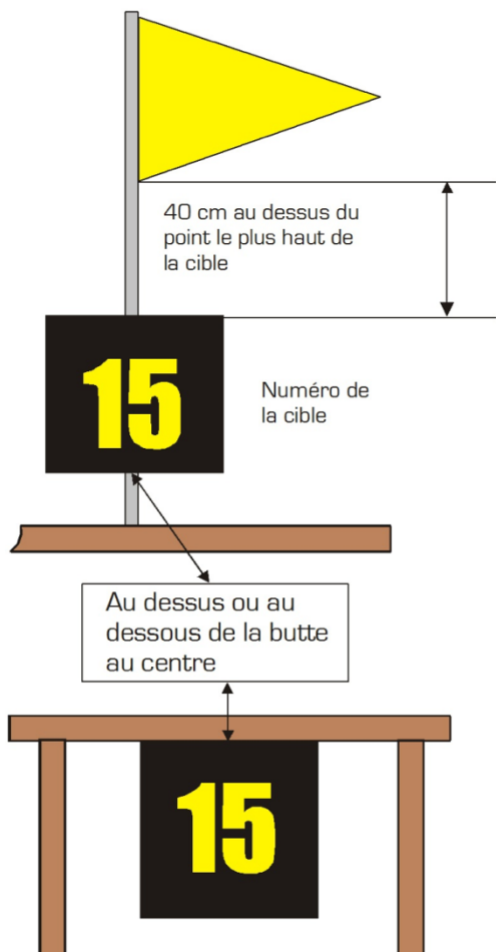 40 cm au dessus du
point le plus haut de
la cible
15
Numéro de
la cible
Au dessus ou au
dessous de la butte
au centre
15